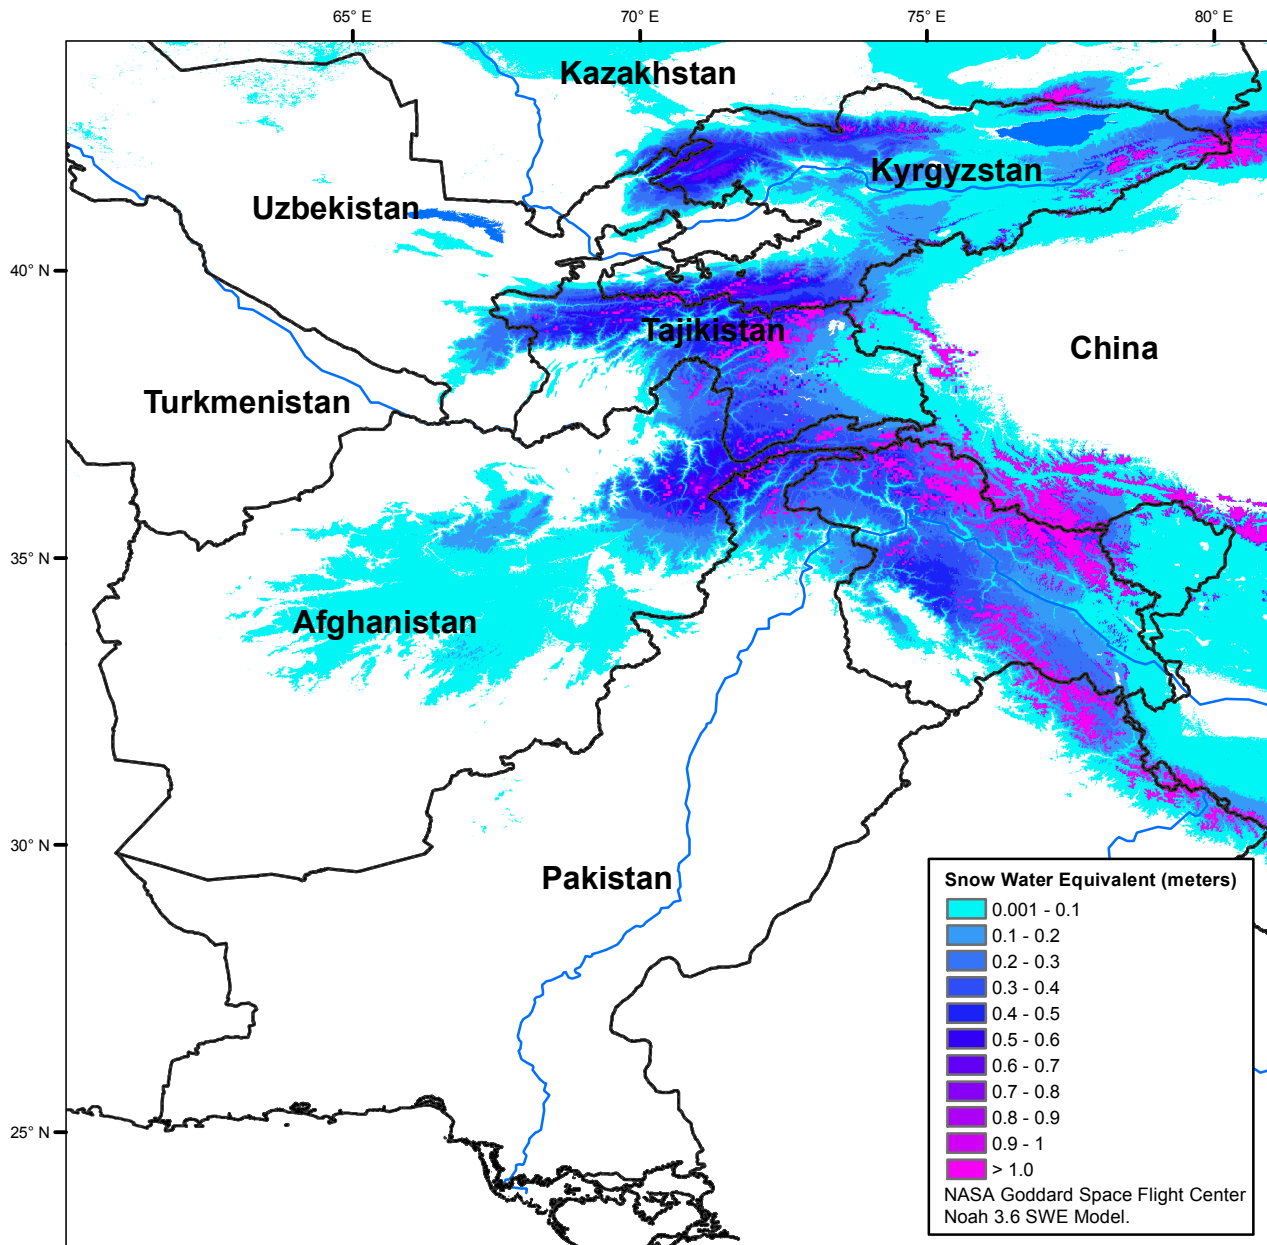 65° E
70° E
75° E
80° E
Kazakhstan
Kyrgyzstan
Uzbekistan
40° N
Tajikistan
China
Turkmenistan
35° N
Afghanistan
30° N
Pakistan
25° N
Snow Water Equivalent (meters)
0.001 - 0.1
0.1 - 0.2
0.2 - 0.3
0.3 - 0.4
0.4 - 0.5
0.5 - 0.6
0.6 - 0.7
0.7 - 0.8
0.8 - 0.9
0.9 - 1
> 1.0
NASA Goddard Space Flight Center
Noah 3.6 SWE Model.